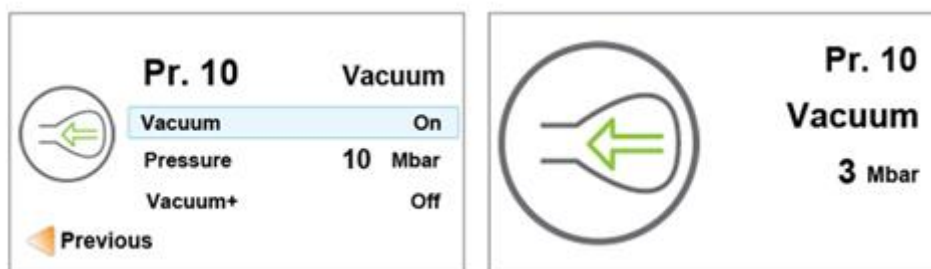 Pr. 10 Vacuum
Vacuum On
Pressure 10 Mbar
Vacuum+ Off
Previous
Pr. 10
Vacuum
3 Mbar